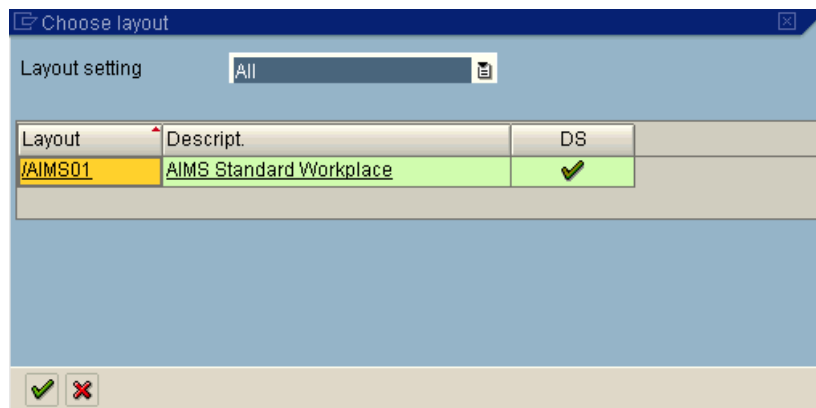 Choose layout
Layout setting All
Layout Descript. DS
/AIMS01 AIMS Standard Workplace